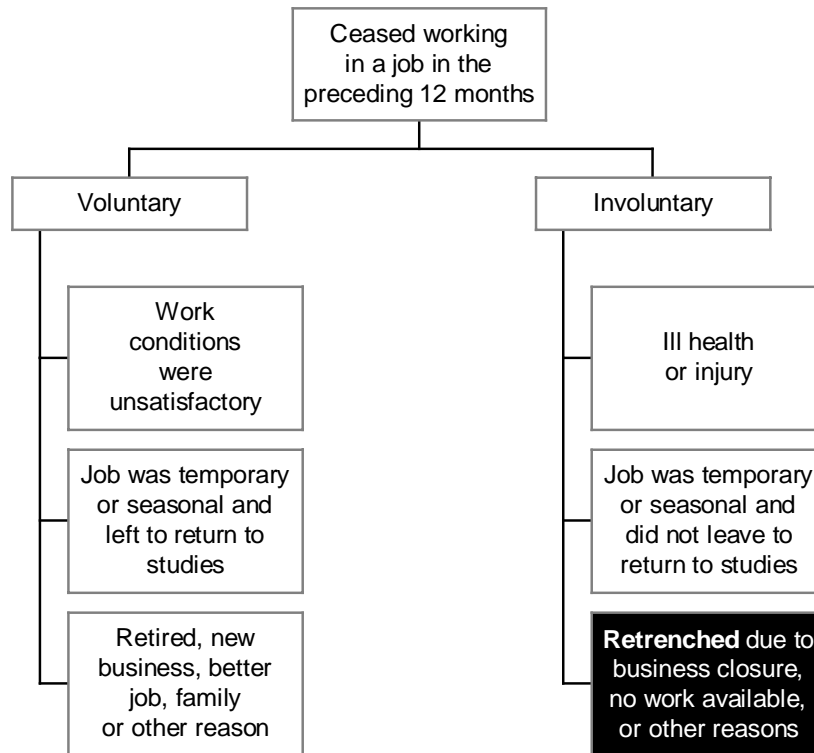 Ceased working
in a job in the
preceding 12 months
Voluntary
Work
conditions
were
unsatisfactory
Job was temporary
or seasonal and
left to return to
studies
Retired, new
business, better
job, family
or other reason
Involuntary
Ill health
or injury
Job was temporary
or seasonal and
did not leave to
return to studies
Retrenched due to
business closure,
no work available,
or other reasons